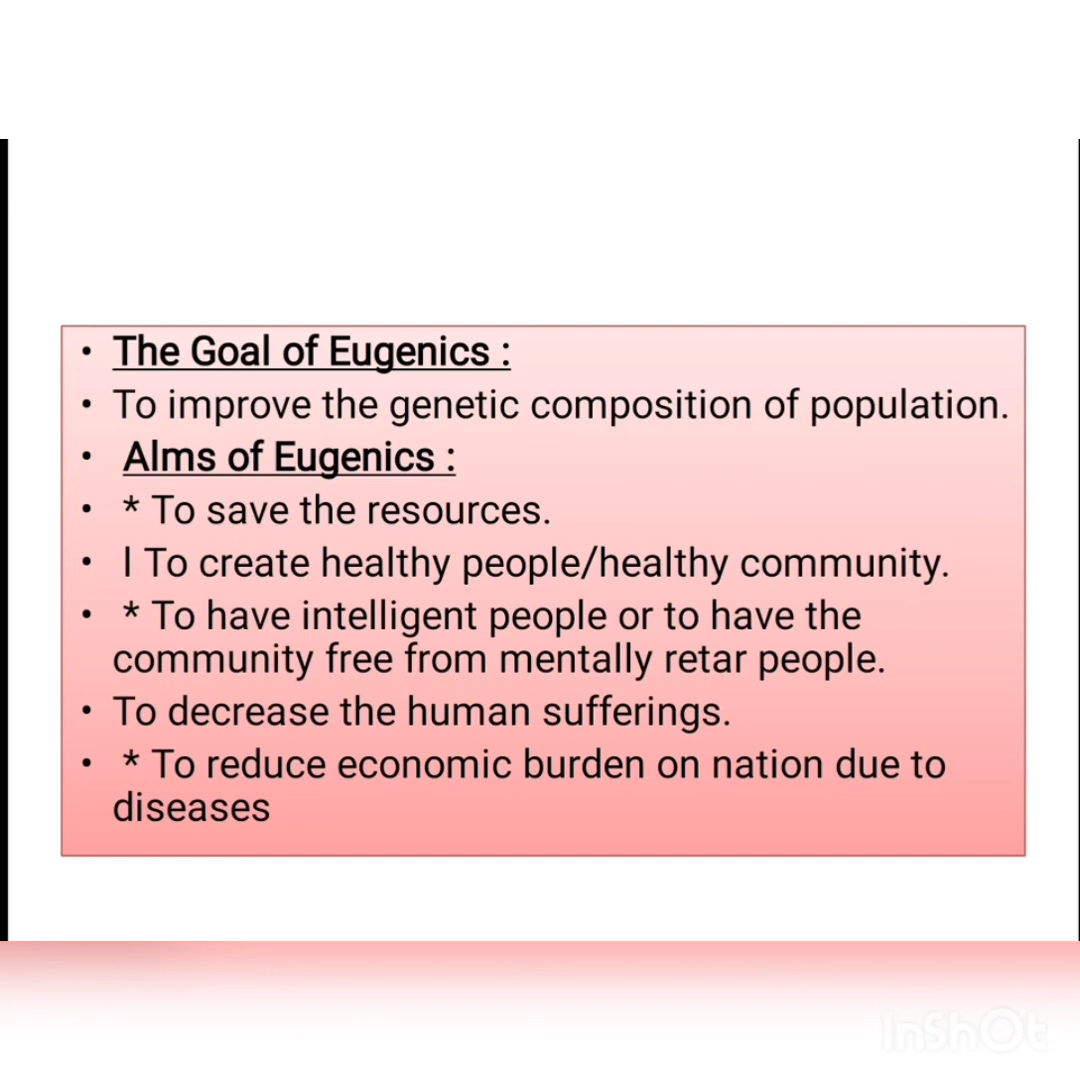 • The Goal of Eugenics :
• To improve the genetic composition of population.
• Alms of Eugenics :
• * To save the resources.
• l To create healthy people/healthy community.
• * To have intelligent people or to have the
community free from mentally retar people.
• To decrease the human sufferings.
• * To reduce economic burden on nation due to
diseases
InShOt